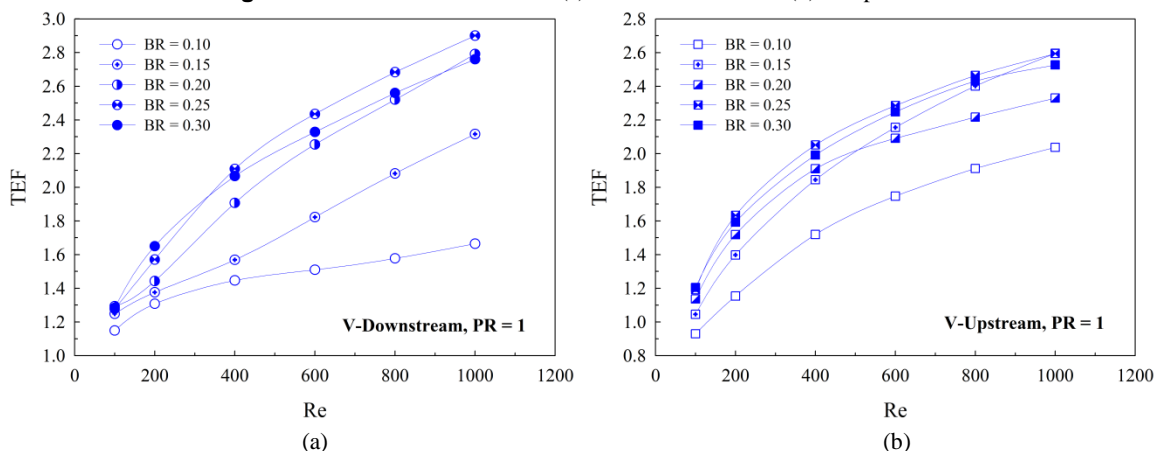 (a)
(b)
3.0
2.8
2.6
2.4
2.2
2.0
1.8
1.6
1.4
1.2
1.0
TEF
BR = 0.10
BR = 0.15
BR = 0.20
BR = 0.25
BR = 0.30
V-Downstream, PR = 1
0 200 400 600 800 1000 1200
Re
(a)
2.8
2.6
2.4
2.2
2.0
1.8
1.6
1.4
1.2
1.0
0.8
TEF
BR = 0.10
BR = 0.15
BR = 0.20
BR = 0.25
BR = 0.30
V-Upstream, PR = 1
0 200 400 600 800 1000 1200
Re
(b)